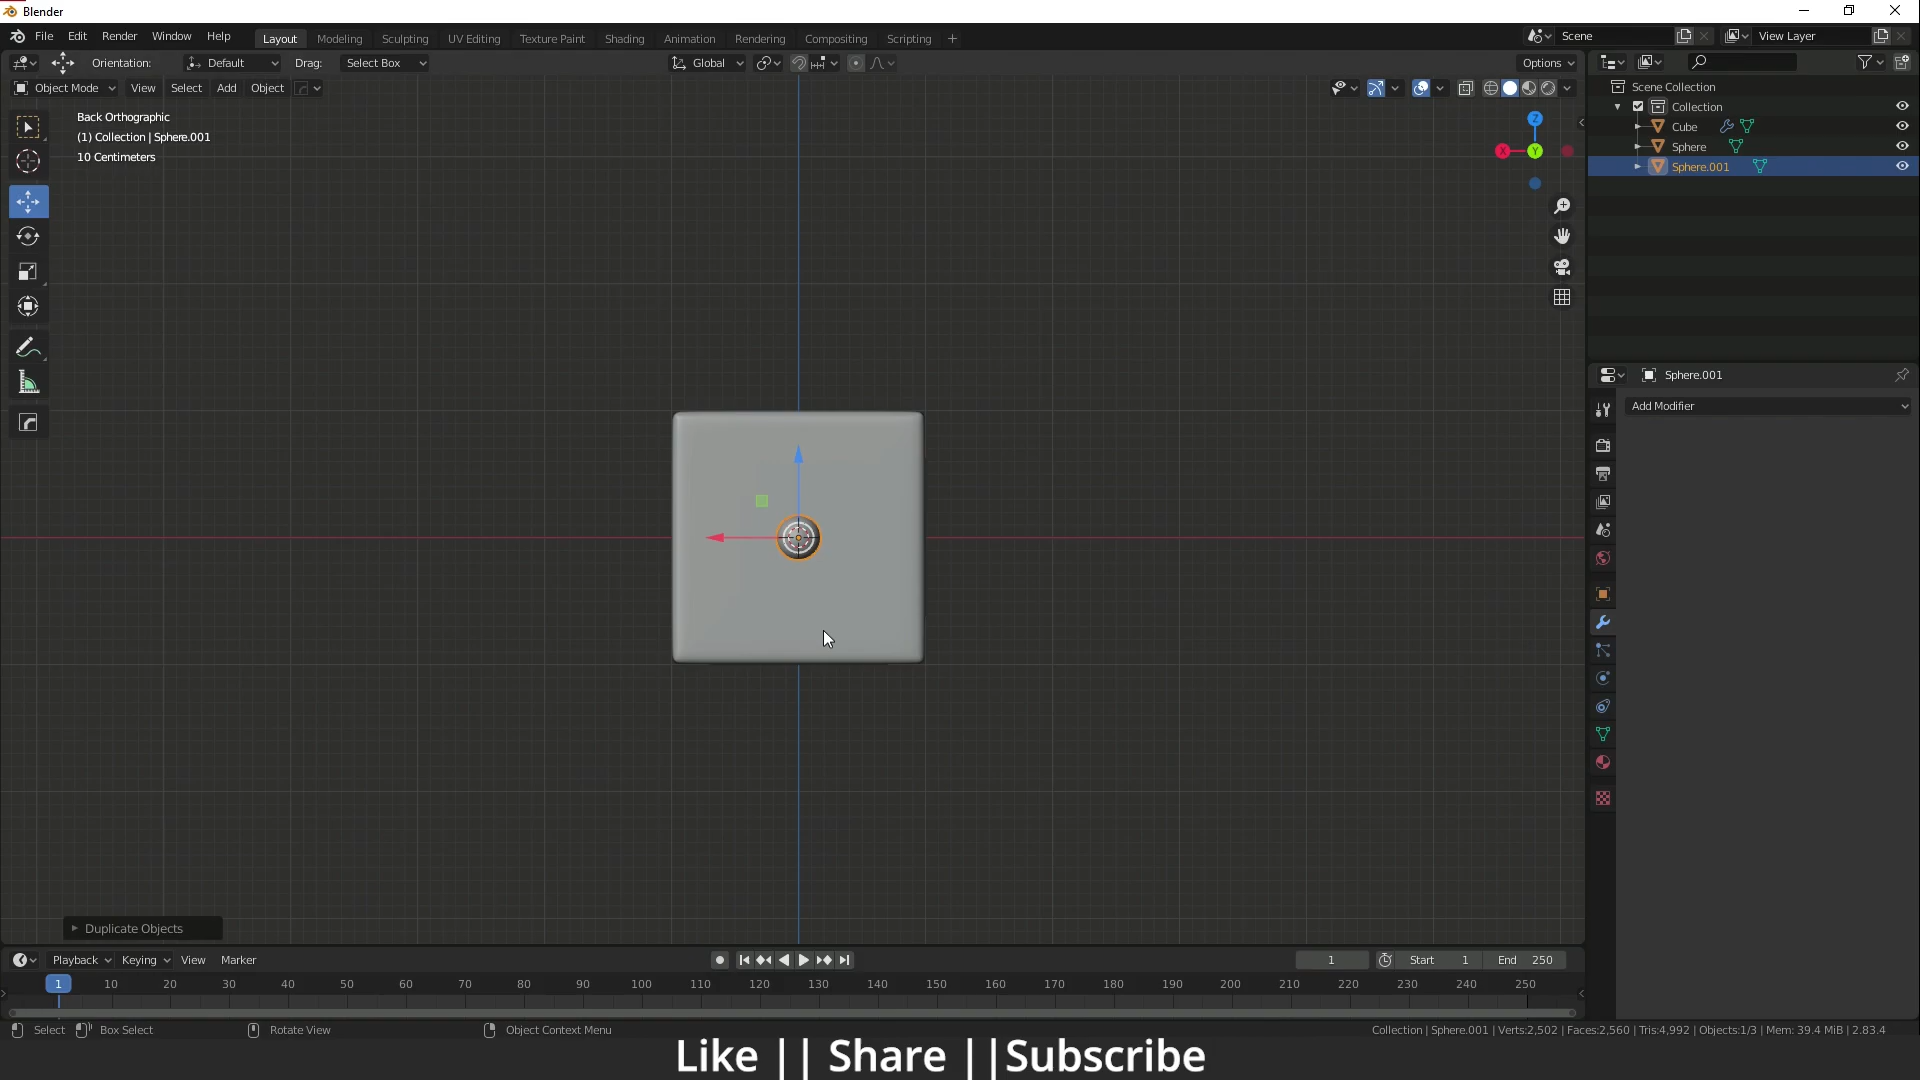 Blender
File Edit Render Window Help Layout Modeling Sculpting UV Editing Texture Paint Shading Animation Rendering Compositing Scripting + Scene View Layer
Orientation: Default Drag: Select Box Global Options
Object Mode View Select Add Object
Back Orthographic
(1) Collection | Sphere.001
10 Centimeters
Z
X Y
Scene Collection
Collection
Cube
Sphere
Sphere.001
Sphere.001
Add Modifier
Duplicate Objects
Playback Keying View Marker 1 Start 1 End 250
1 10 20 30 40 50 60 70 80 90 100 110 120 130 140 150 160 170 180 190 200 210 220 230 240 250
Select Box Select Rotate View Object Context Menu Collection | Sphere.001 | Verts:2,502 | Faces:2,560 | Tris:4,992 | Objects:1/3 | Mem: 39.4 MiB | 2.83.4
Like || Share ||Subscribe